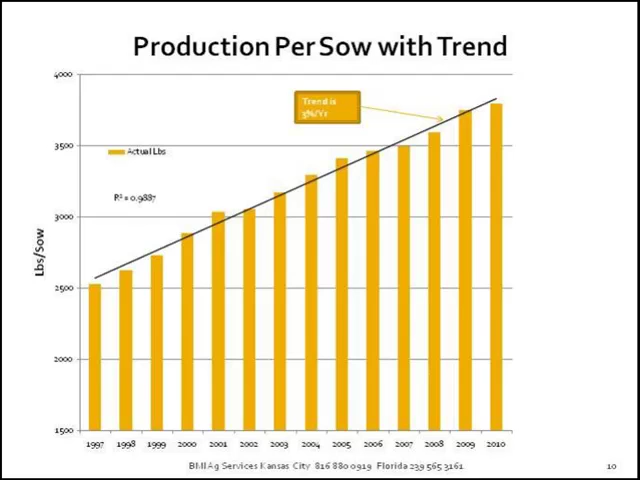 Production Per Sow with Trend
4000
3500
3000
2500
2000
1500
Lbs/Sow
Trend is
3%/Yr
Actual Lbs
R² = 0.9887
1997 1998 1999 2000 2001 2002 2003 2004 2005 2006 2007 2008 2009 2010
BMI Ag Services Kansas City 816 880 0919 Florida 239 565 3161
10